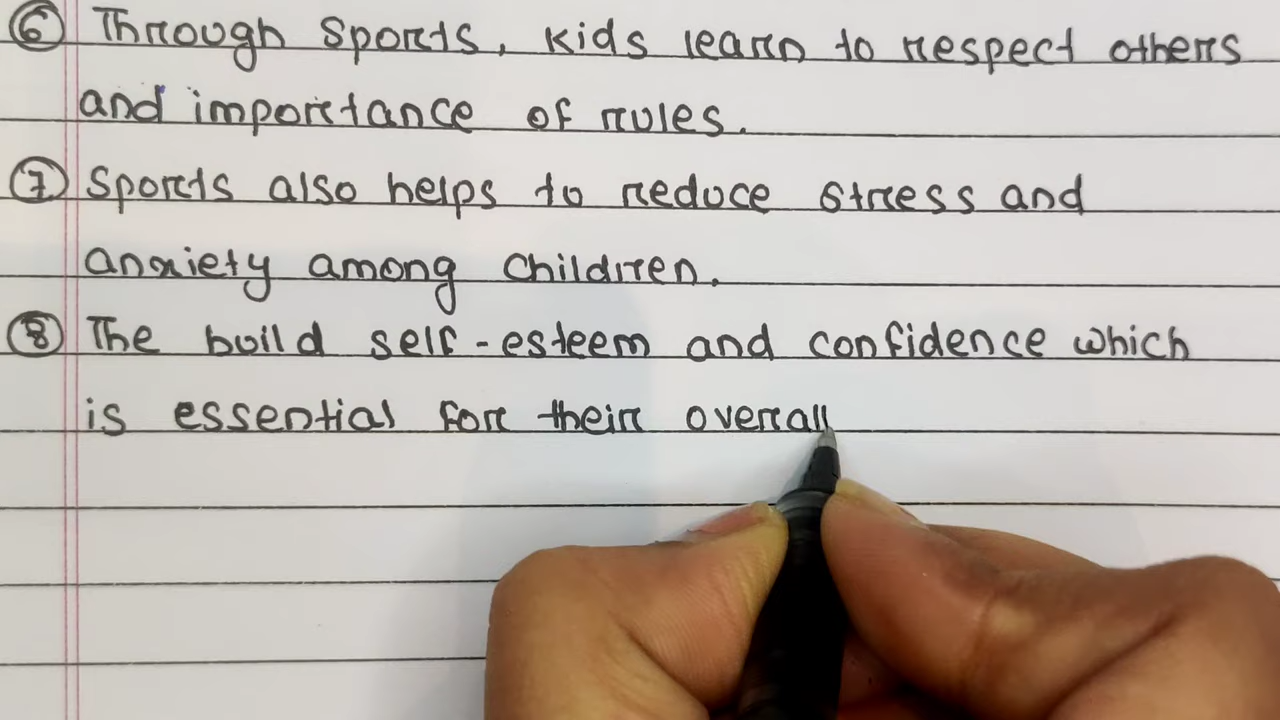 ⑥ Through Sports, kids learn to respect others
and importance of rules.
⑦ Sports also helps to reduce stress and
anxiety among children.
⑧ The build self-esteem and confidence which
is essential for their overall